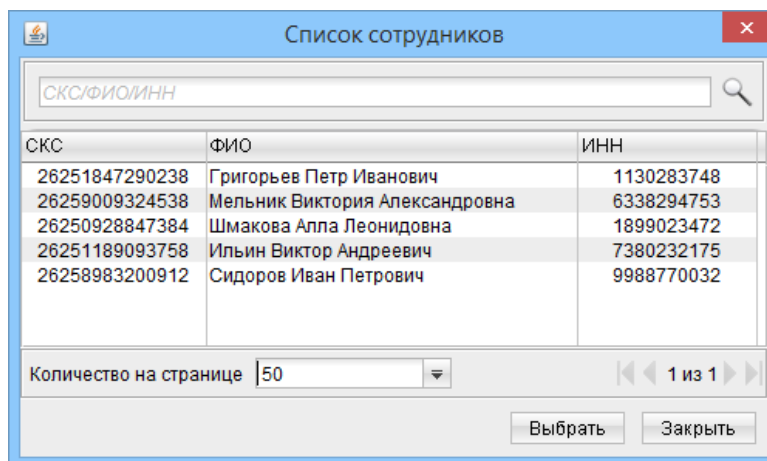 Список сотрудников
СКС/ФИО/ИНН
СКС ФИО ИНН
26251847290238 Григорьев Петр Иванович 1130283748
26259009324538 Мельник Виктория Александровна 6338294753
26250928847384 Шмакова Алла Леонидовна 1899023472
26251189093758 Ильин Виктор Андреевич 7380232175
26258983200912 Сидоров Иван Петрович 9988770032
Количество на странице 50 1 из 1
Выбрать Закрыть